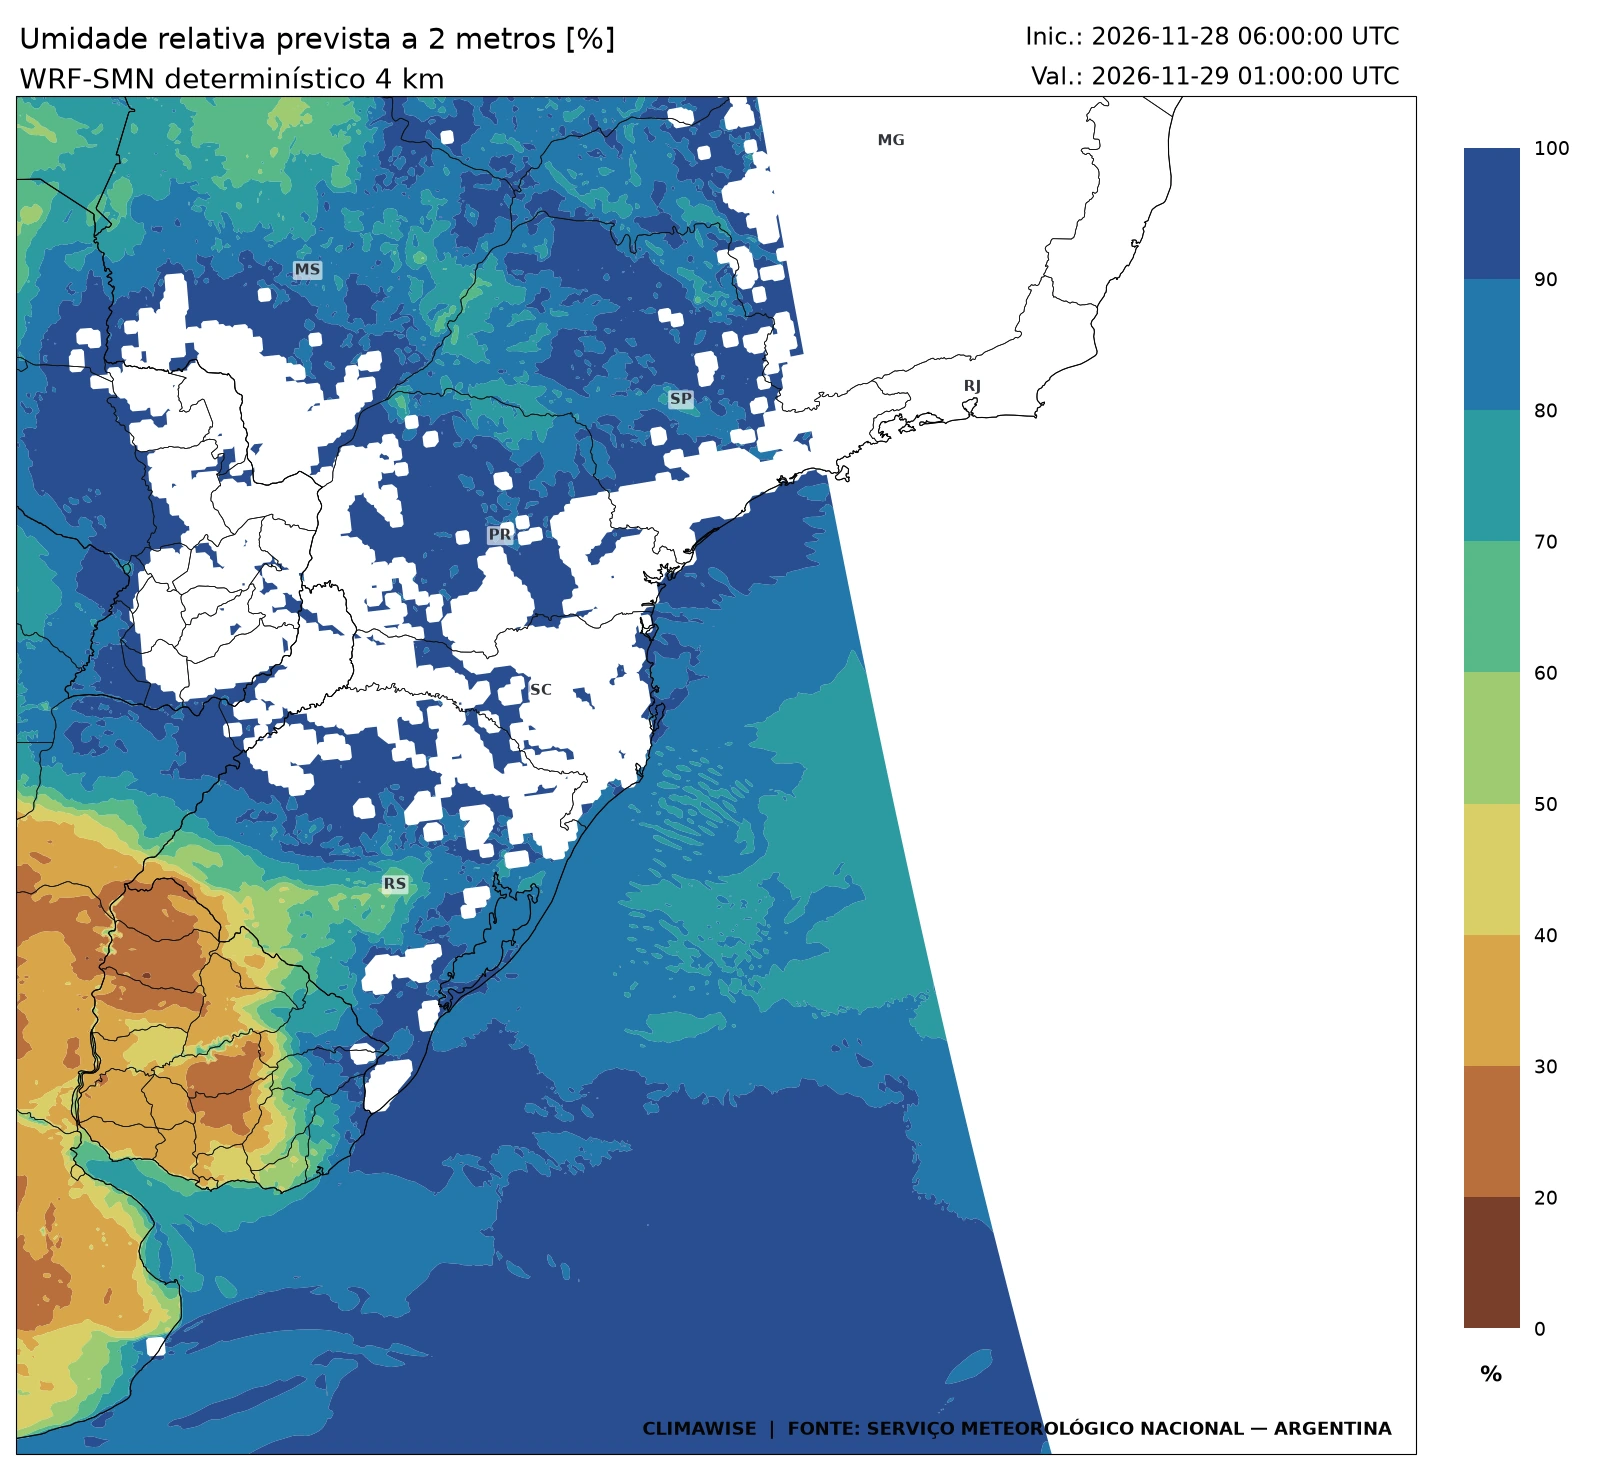 Umidade relativa prevista a 2 metros [%]
WRF-SMN determinístico 4 km
Inic.: 2026-11-28 06:00:00 UTC
Val.: 2026-11-29 01:00:00 UTC
MG
MS
RJ
SP
PR
SC
RS
100
90
80
70
60
50
40
30
20
0
%
CLIMAWISE | FONTE: SERVIÇO METEOROLÓGICO NACIONAL — ARGENTINA